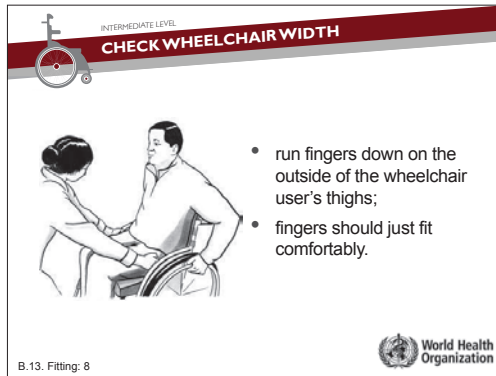 INTERMEDIATE LEVEL
CHECK WHEELCHAIR WIDTH
• run fingers down on the
outside of the wheelchair
user's thighs;
• fingers should just fit
comfortably.
B.13. Fitting: 8
World Health
Organization